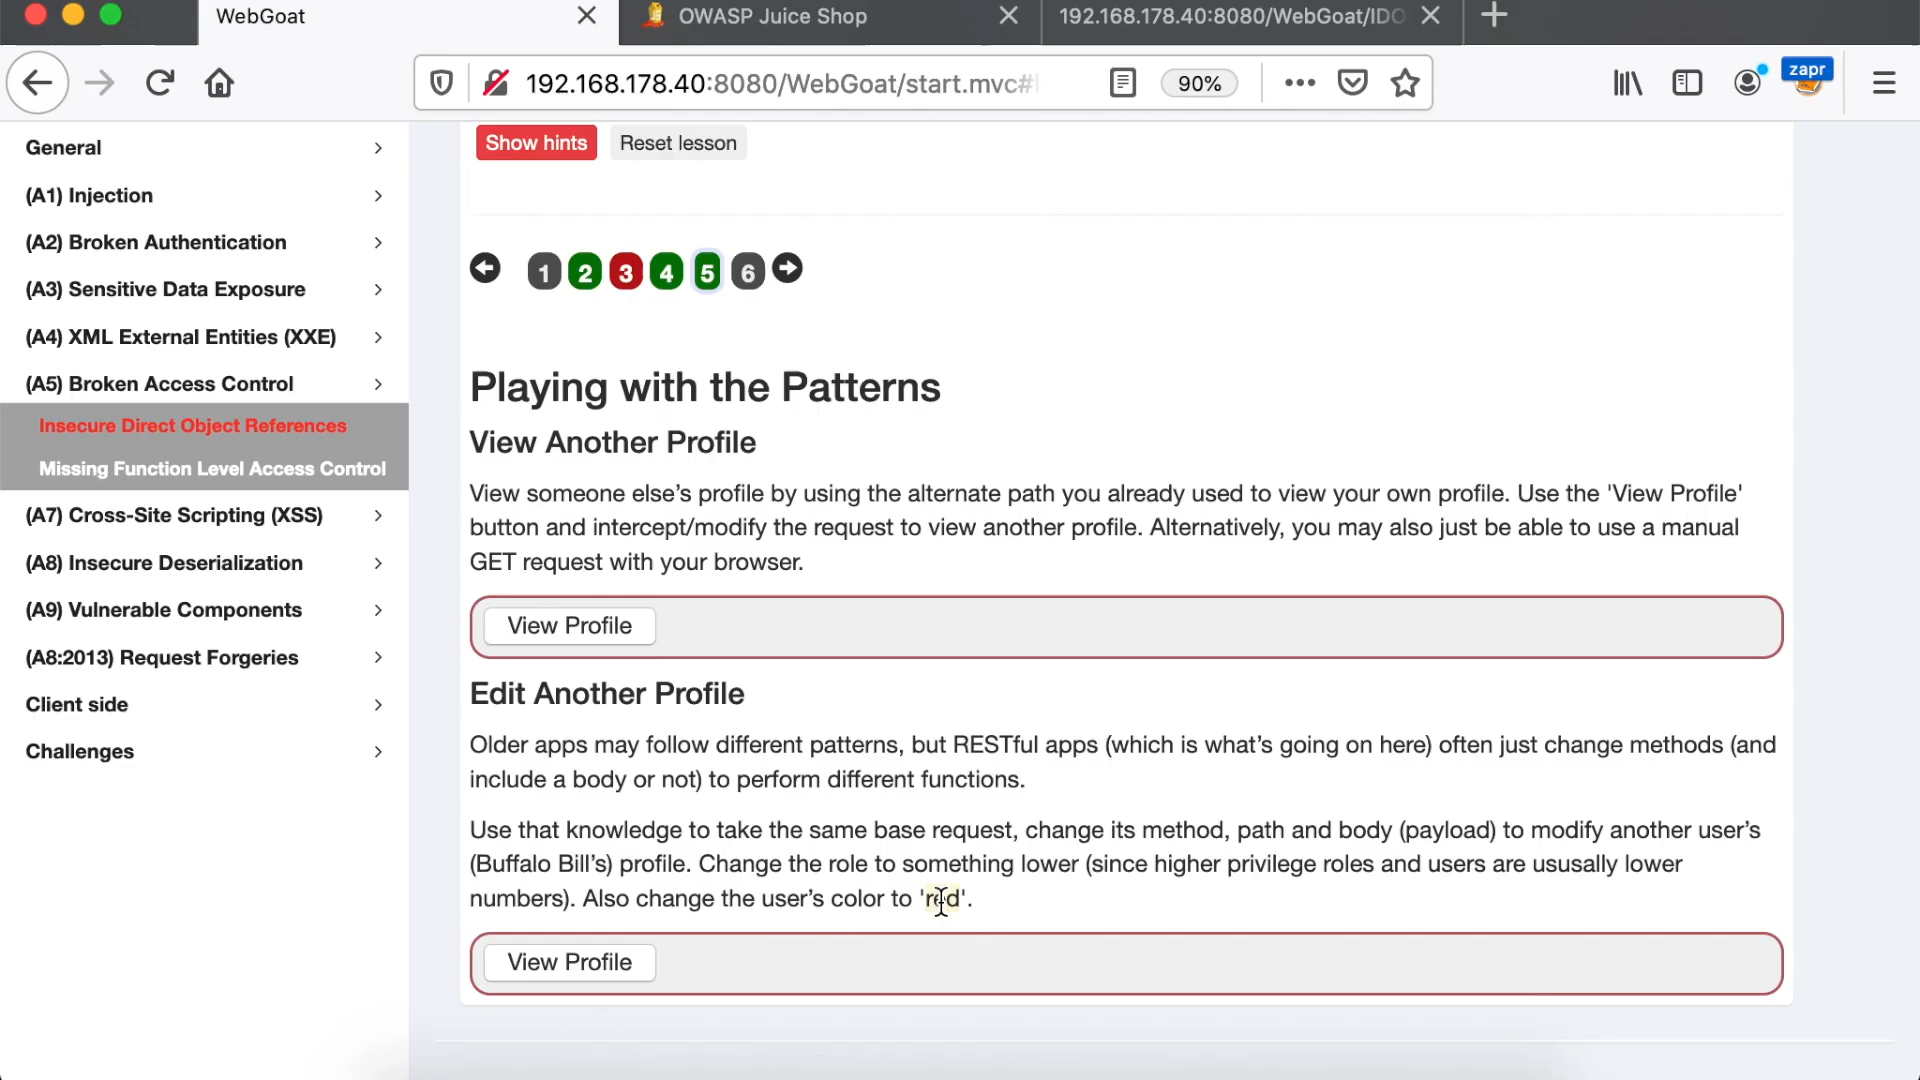 WebGoat
OWASP Juice Shop
192.168.178.40:8080/WebGoat/IDO
192.168.178.40:8080/WebGoat/start.mvc#
90%
zapr
General
(A1) Injection
(A2) Broken Authentication
(A3) Sensitive Data Exposure
(A4) XML External Entities (XXE)
(A5) Broken Access Control
Insecure Direct Object References
Missing Function Level Access Control
(A7) Cross-Site Scripting (XSS)
(A8) Insecure Deserialization
(A9) Vulnerable Components
(A8:2013) Request Forgeries
Client side
Challenges
Show hints
Reset lesson
1 2 3 4 5 6
Playing with the Patterns
View Another Profile
View someone else's profile by using the alternate path you already used to view your own profile. Use the 'View Profile'
button and intercept/modify the request to view another profile. Alternatively, you may also just be able to use a manual
GET request with your browser.
View Profile
Edit Another Profile
Older apps may follow different patterns, but RESTful apps (which is what's going on here) often just change methods (and
include a body or not) to perform different functions.
Use that knowledge to take the same base request, change its method, path and body (payload) to modify another user's
(Buffalo Bill's) profile. Change the role to something lower (since higher privilege roles and users are ususally lower
numbers). Also change the user's color to 'red'.
View Profile